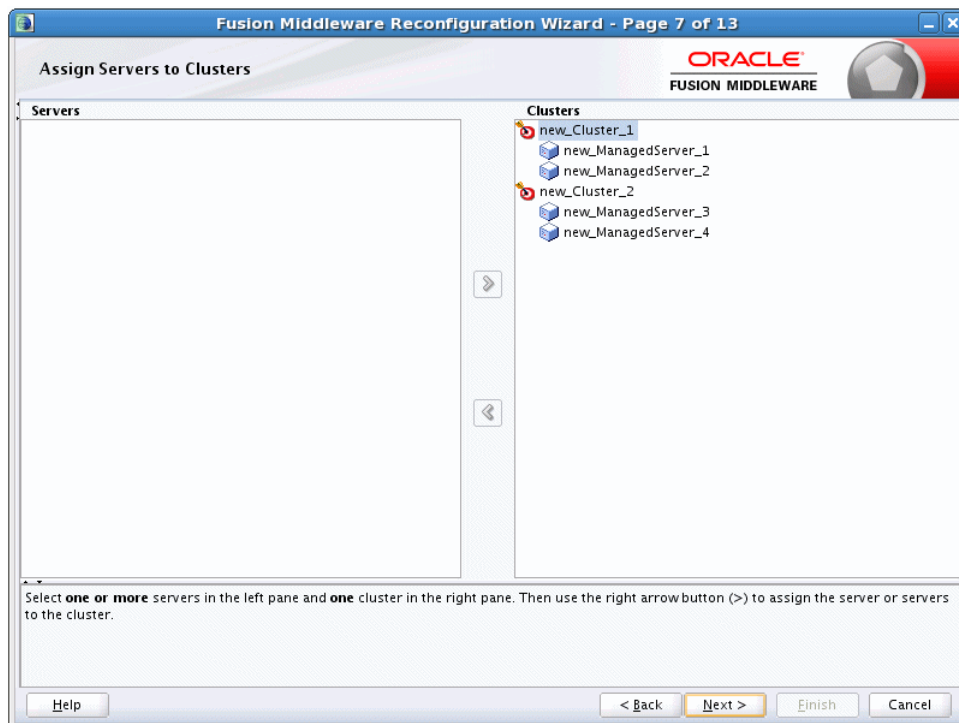 Fusion Middleware Reconfiguration Wizard - Page 7 of 13
Assign Servers to Clusters
ORACLE
FUSION MIDDLEWARE
Servers
Clusters
new_Cluster_1
new_ManagedServer_1
new_ManagedServer_2
new_Cluster_2
new_ManagedServer_3
new_ManagedServer_4
Select one or more servers in the left pane and one cluster in the right pane. Then use the right arrow button (>) to assign the server or servers
to the cluster.
Help
< Back
Next >
Finish
Cancel